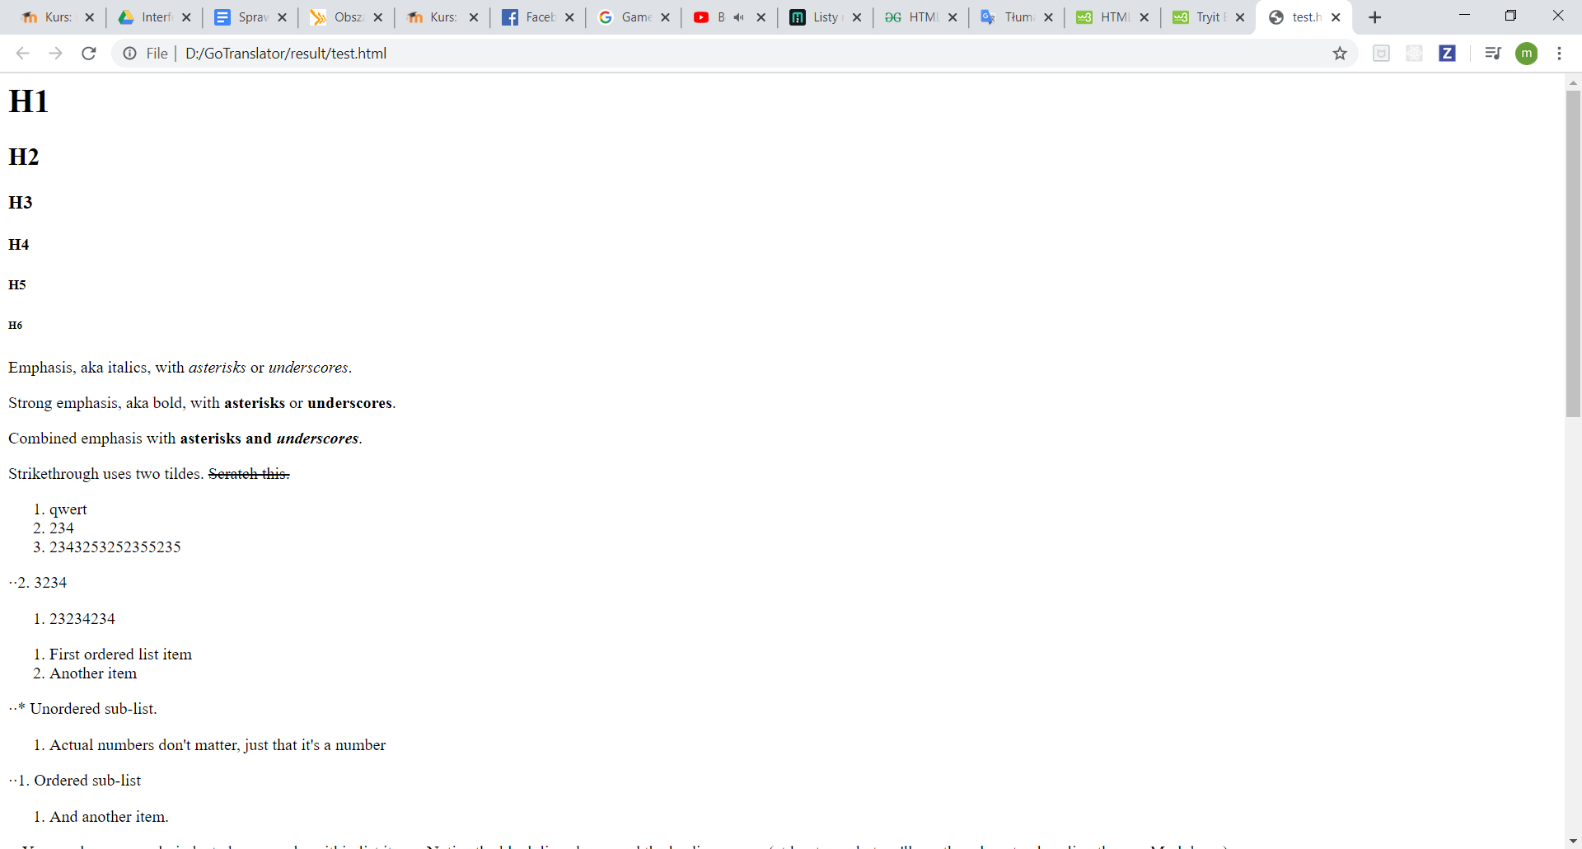 Kurs:
Interf
Spraw
Obsza
Kurs:
Faceb
Game
B
Listy
HTML
Tłum
HTML
Tryit E
test.h
File
D:/GoTranslator/result/test.html
Z
m
H1
H2
H3
H4
H5
H6
Emphasis, aka italics, with asterisks or underscores.
Strong emphasis, aka bold, with asterisks or underscores.
Combined emphasis with asterisks and underscores.
Strikethrough uses two tildes. Scratch this.
1. qwert
2. 234
3. 2343253252355235
··2. 3234
1. 23234234
1. First ordered list item
2. Another item
··* Unordered sub-list.
1. Actual numbers don't matter, just that it's a number
··1. Ordered sub-list
1. And another item.